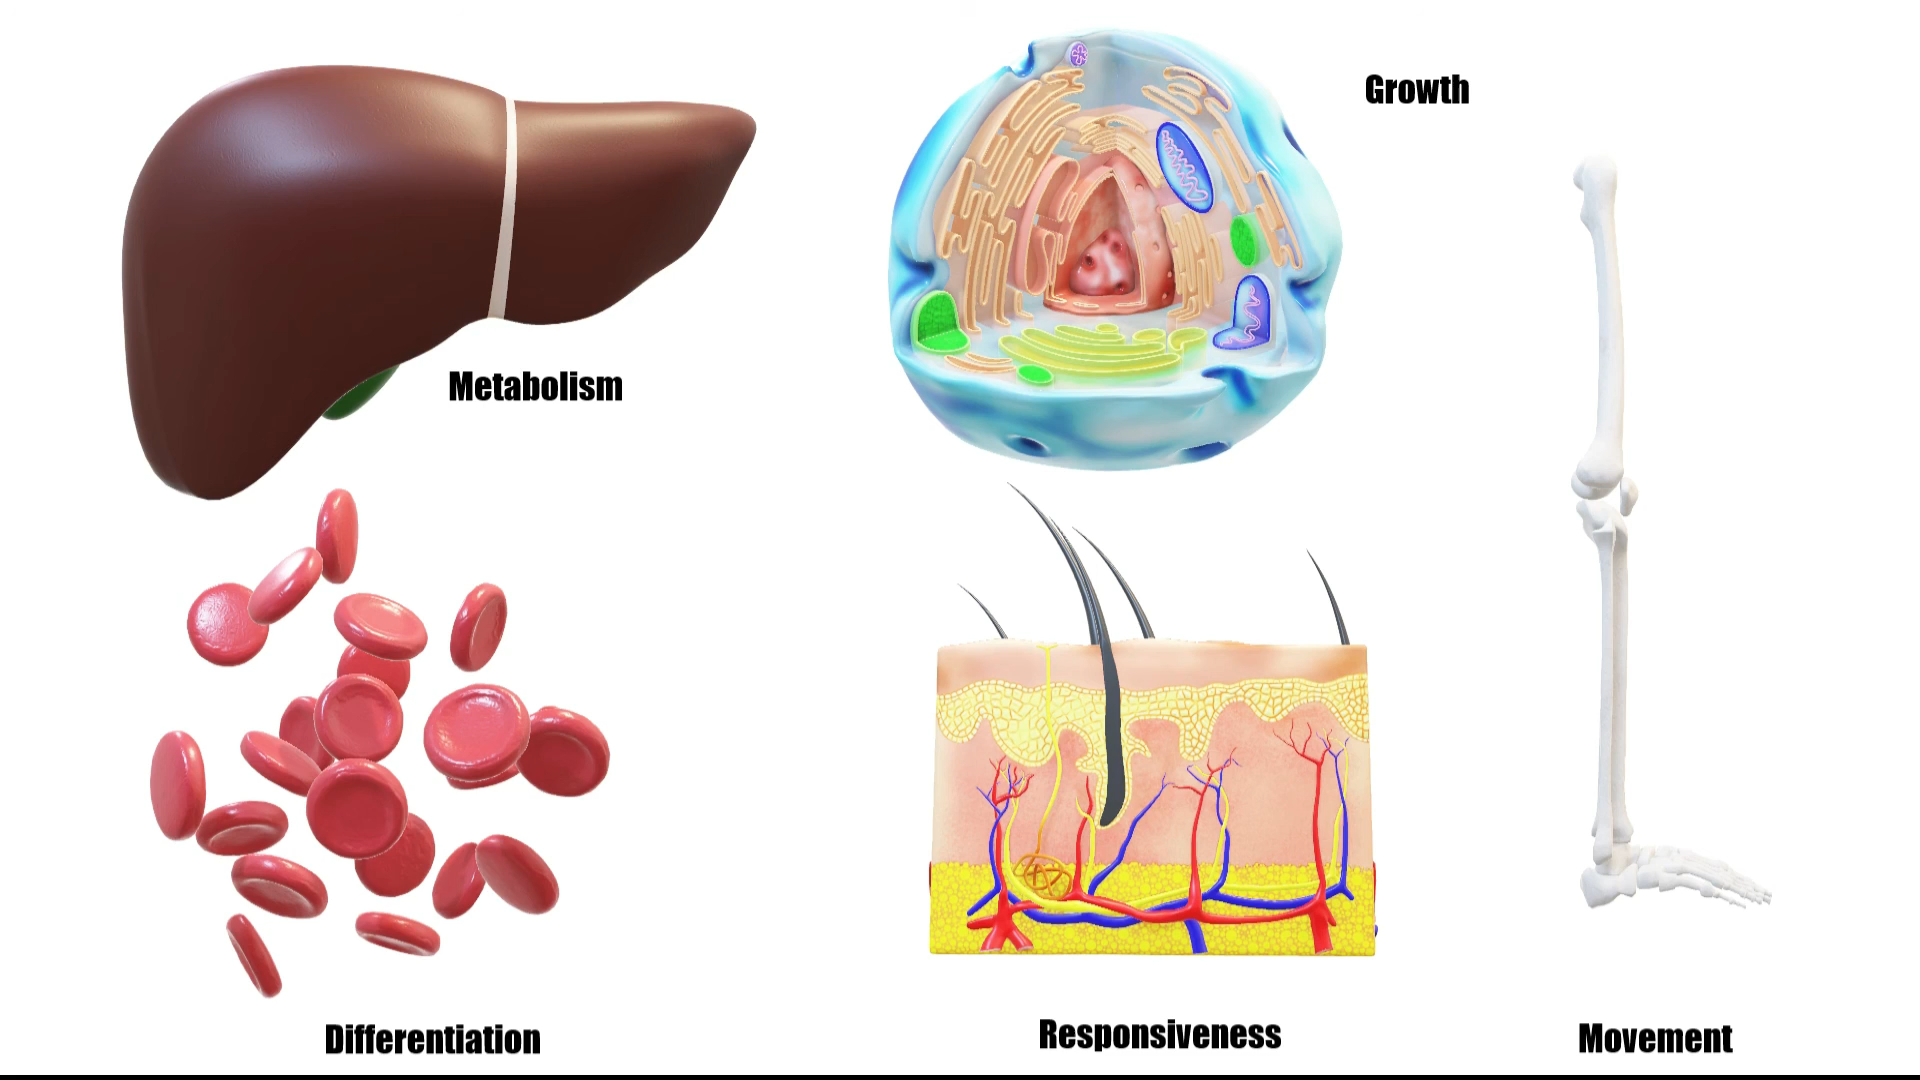 Growth
Metabolism
Differentiation
Responsiveness
Movement